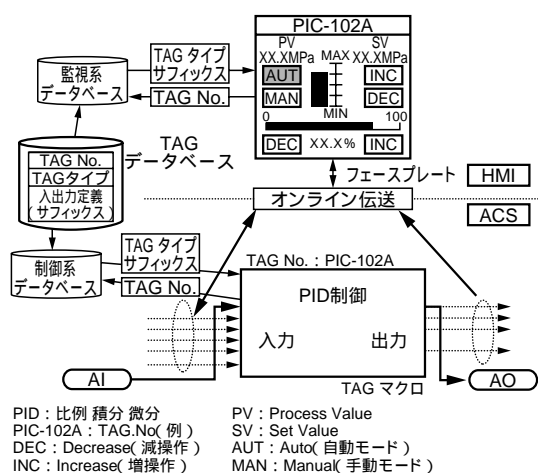 PIC-102A
PV SV
XX.XMPa MAX XX.XMPa
AUT INC
MAN DEC
MIN
0 100
DEC XX.X% INC
TAG タイプ
サフィックス
TAG No.
監視系
データベース
TAG
データベース
TAG No.
TAGタイプ
入出力定義
(サフィックス)
フェースプレート
HMI
オンライン伝送
ACS
制御系
データベース
TAG タイプ
サフィックス
TAG No.
TAG No.:PIC-102A
PID制御
入力 出力
AI
AO
TAG マクロ
PID:比例 積分 微分
PIC-102A:TAG.No(例)
DEC:Decrease(減操作)
INC:Increase(増操作)
PV:Process Value
SV:Set Value
AUT:Auto(自動モード)
MAN:Manual(手動モード)